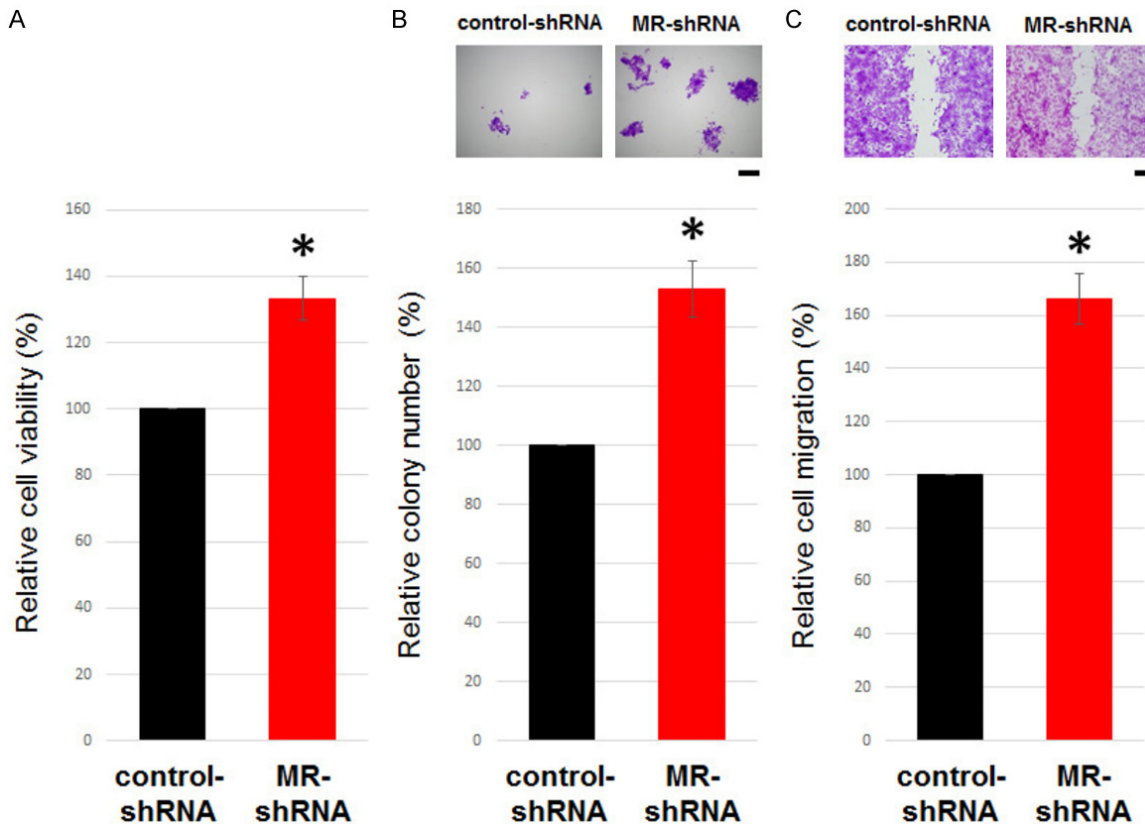 A
Relative cell viability (%)
160
140
120
100
80
60
40
20
0
*
control-
shRNA
MR-
shRNA
B
control-shRNA
MR-shRNA
Relative colony number (%)
180
160
140
120
100
80
60
40
20
0
*
control-
shRNA
MR-
shRNA
C
control-shRNA
MR-shRNA
Relative cell migration (%)
200
180
160
140
120
100
80
60
40
20
0
*
control-
shRNA
MR-
shRNA